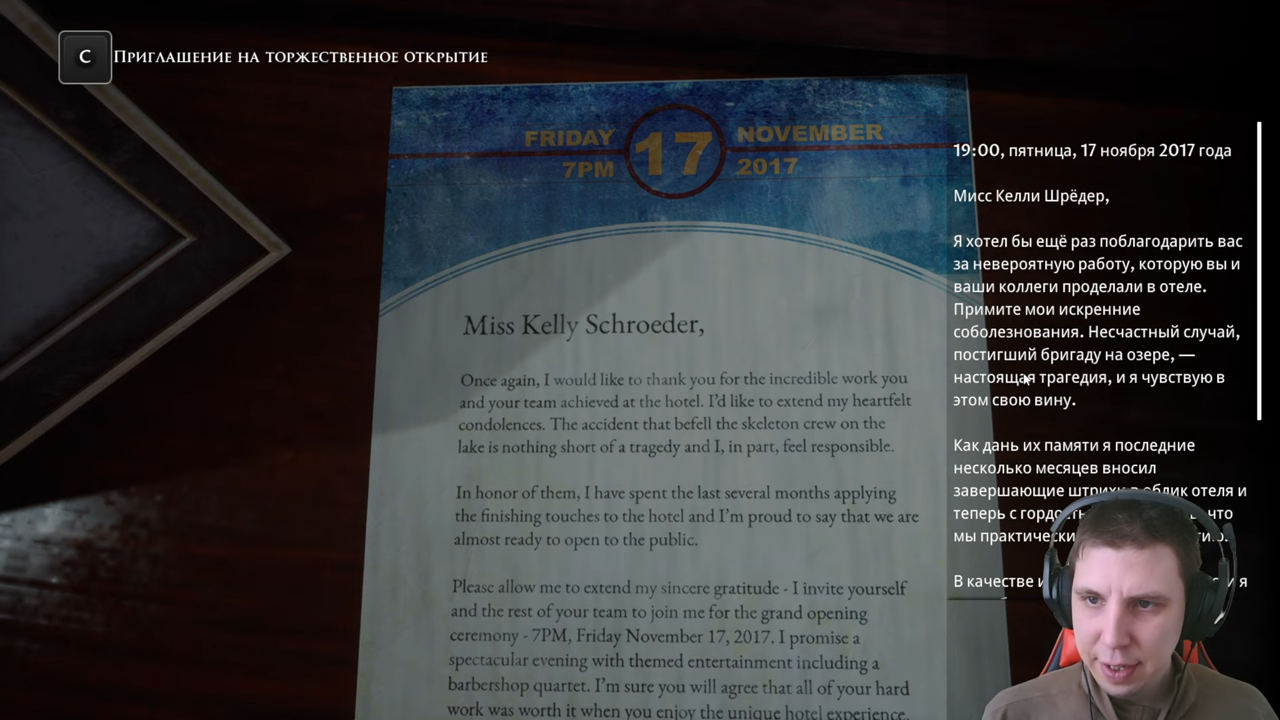 C
Приглашение на торжественное открытие
FRIDAY 17 NOVEMBER
7PM 2017
Miss Kelly Schroeder,
Once again, I would like to thank you for the incredible work you
and your team achieved at the hotel. I'd like to extend my heartfelt
condolences. The accident that befell the skeleton crew on the
lake is nothing short of a tragedy and I, in part, feel responsible.
In honor of them, I have spent the last several months applying
the finishing touches to the hotel and I'm proud to say that we are
almost ready to open to the public.
Please allow me to extend my sincere gratitude - I invite yourself
and the rest of your team to join me for the grand opening
ceremony - 7PM, Friday November 17, 2017. I promise a
spectacular evening with themed entertainment including a
barbershop quartet. I'm sure you will agree that all of your hard
work was worth it when you enjoy the unique hotel experience.
19:00, пятница, 17 ноября 2017 года
Мисс Келли Шрёдер,
Я хотел бы ещё раз поблагодарить вас
за невероятную работу, которую вы и
ваши коллеги проделали в отеле.
Примите мои искренние
соболезнования. Несчастный случай,
постигший бригаду на озере, —
настоящая трагедия, и я чувствую в
этом свою вину.
Как дань их памяти я последние
несколько месяцев вносил
завершающие штрихи в облик отеля и
теперь с что
мы практически
В качестве и я